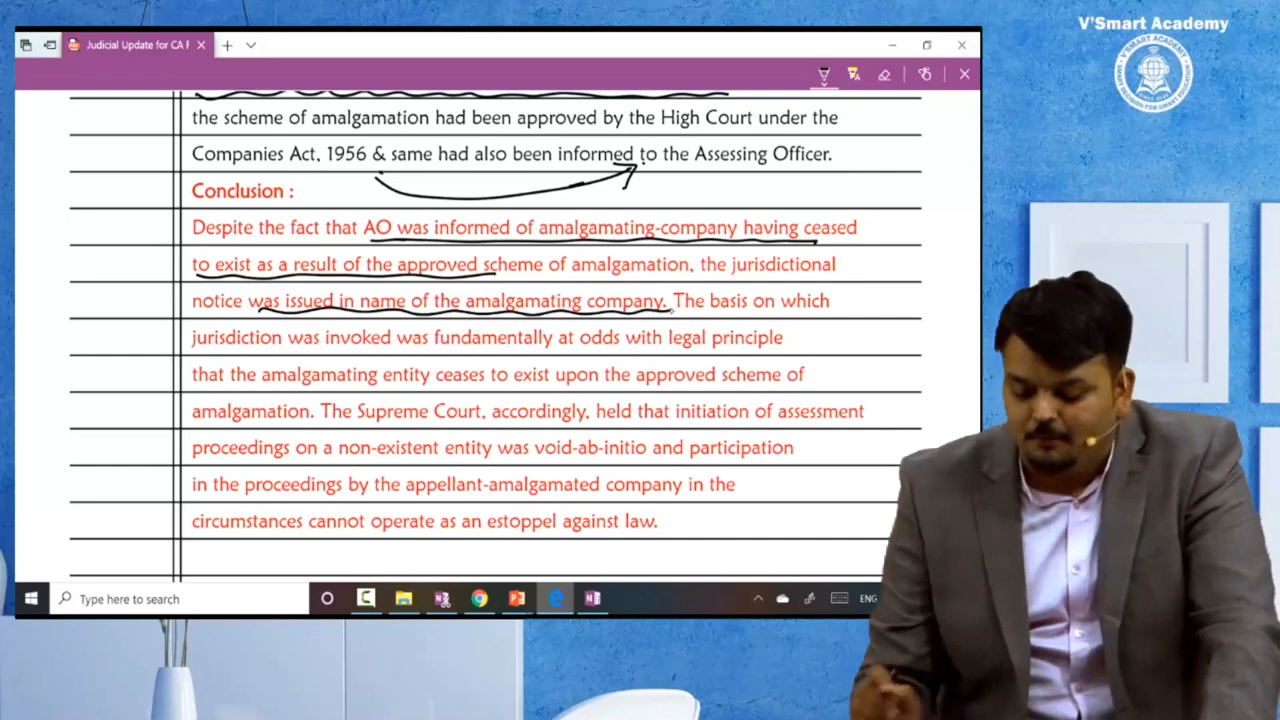 V'Smart Academy
V'SMART ACADEMY
Judicial Update for CA F
the scheme of amalgamation had been approved by the High Court under the
Companies Act, 1956 & same had also been informed to the Assessing Officer.
Conclusion :
Despite the fact that AO was informed of amalgamating-company having ceased
to exist as a result of the approved scheme of amalgamation, the jurisdictional
notice was issued in name of the amalgamating company. The basis on which
jurisdiction was invoked was fundamentally at odds with legal principle
that the amalgamating entity ceases to exist upon the approved scheme of
amalgamation. The Supreme Court, accordingly, held that initiation of assessment
proceedings on a non-existent entity was void-ab-initio and participation
in the proceedings by the appellant-amalgamated company in the
circumstances cannot operate as an estoppel against law.
Type here to search
ENG